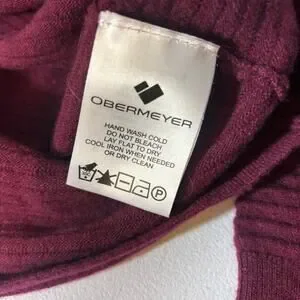 OBERMEYER
HAND WASH COLD
DO NOT BLEACH
LAY FLAT TO DRY
COOL IRON WHEN NEEDED
OR DRY CLEAN
P